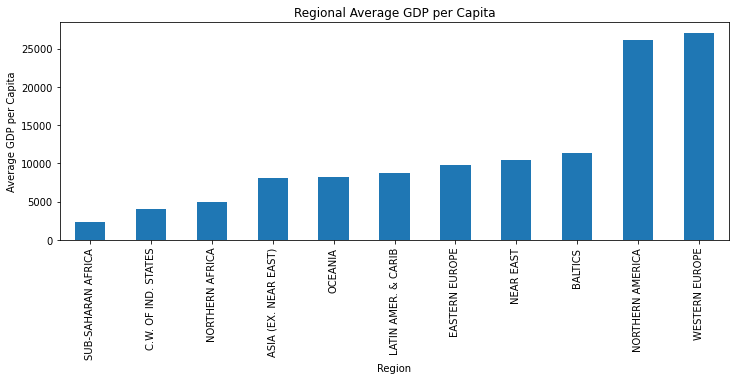 Regional Average GDP per Capita
Average GDP per Capita
25000
20000
15000
10000
5000
0
SUB-SAHARAN AFRICA
C.W. OF IND. STATES
NORTHERN AFRICA
ASIA (EX. NEAR EAST)
OCEANIA
LATIN AMER. & CARIB
EASTERN EUROPE
NEAR EAST
BALTICS
NORTHERN AMERICA
WESTERN EUROPE
Region